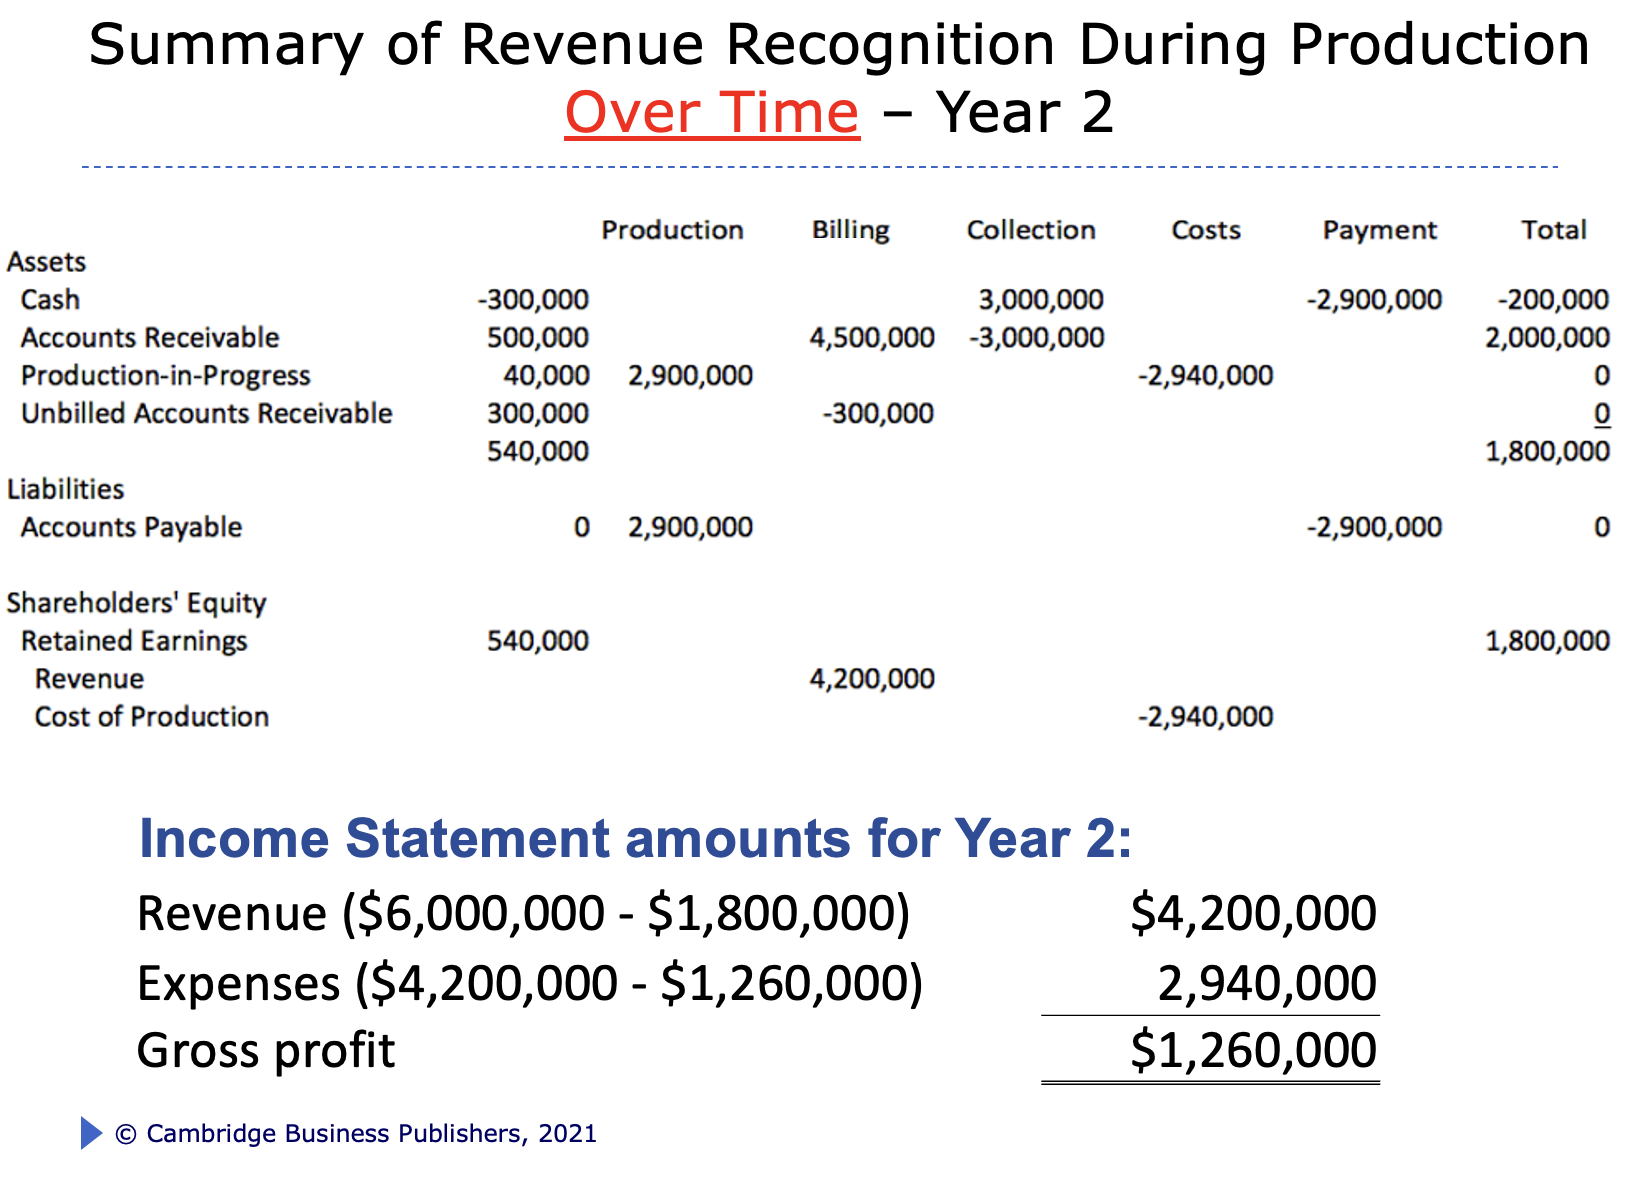 Summary of Revenue Recognition During Production
Over Time – Year 2
Production Billing Collection Costs Payment Total
Assets
Cash -300,000 3,000,000 -2,900,000 -200,000
Accounts Receivable 500,000 4,500,000 -3,000,000 2,000,000
Production-in-Progress 40,000 2,900,000 -2,940,000 0
Unbilled Accounts Receivable 300,000 -300,000 0
540,000 1,800,000
Liabilities
Accounts Payable 0 2,900,000 -2,900,000 0
Shareholders' Equity
Retained Earnings 540,000 1,800,000
Revenue 4,200,000
Cost of Production -2,940,000
Income Statement amounts for Year 2:
Revenue ($6,000,000 - $1,800,000) $4,200,000
Expenses ($4,200,000 - $1,260,000) 2,940,000
Gross profit $1,260,000
© Cambridge Business Publishers, 2021